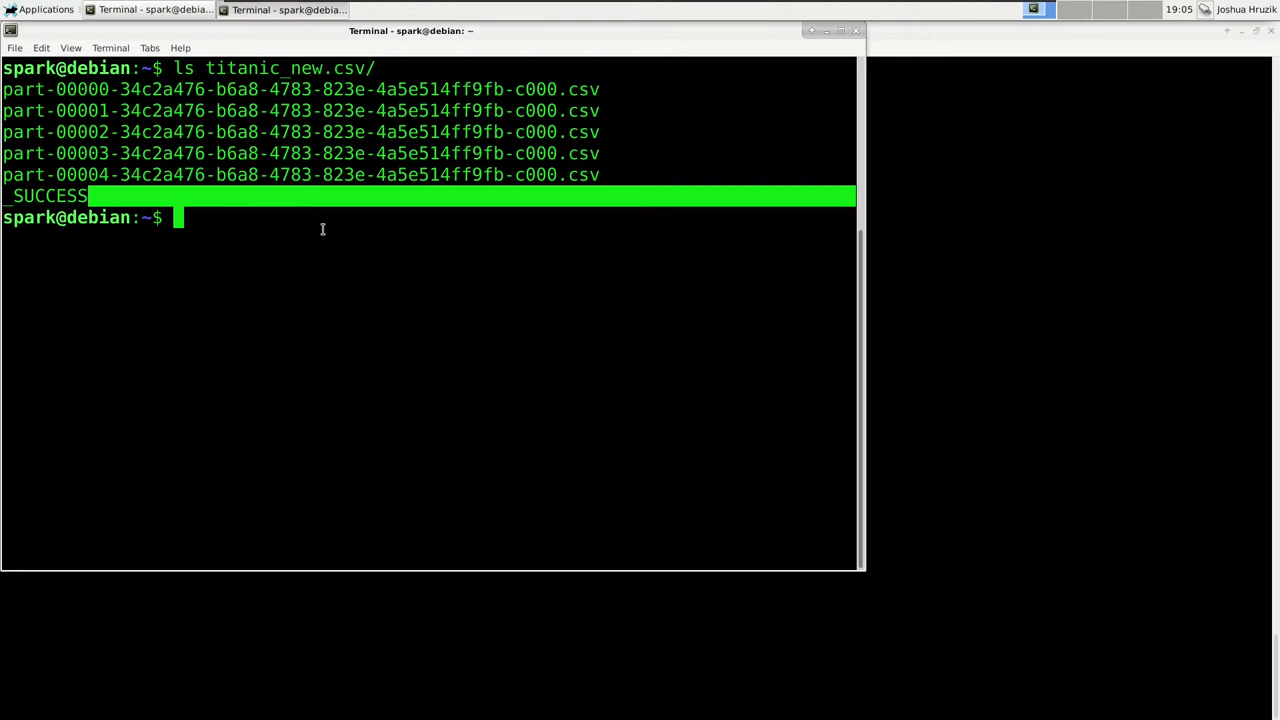 Applications Terminal - spark@debia... Terminal - spark@debia... 19:05 Joshua Hruzik
Terminal - spark@debian: ~
File Edit View Terminal Tabs Help
spark@debian:~$ ls titanic_new.csv/
part-00000-34c2a476-b6a8-4783-823e-4a5e514ff9fb-c000.csv
part-00001-34c2a476-b6a8-4783-823e-4a5e514ff9fb-c000.csv
part-00002-34c2a476-b6a8-4783-823e-4a5e514ff9fb-c000.csv
part-00003-34c2a476-b6a8-4783-823e-4a5e514ff9fb-c000.csv
part-00004-34c2a476-b6a8-4783-823e-4a5e514ff9fb-c000.csv
_SUCCESS
spark@debian:~$